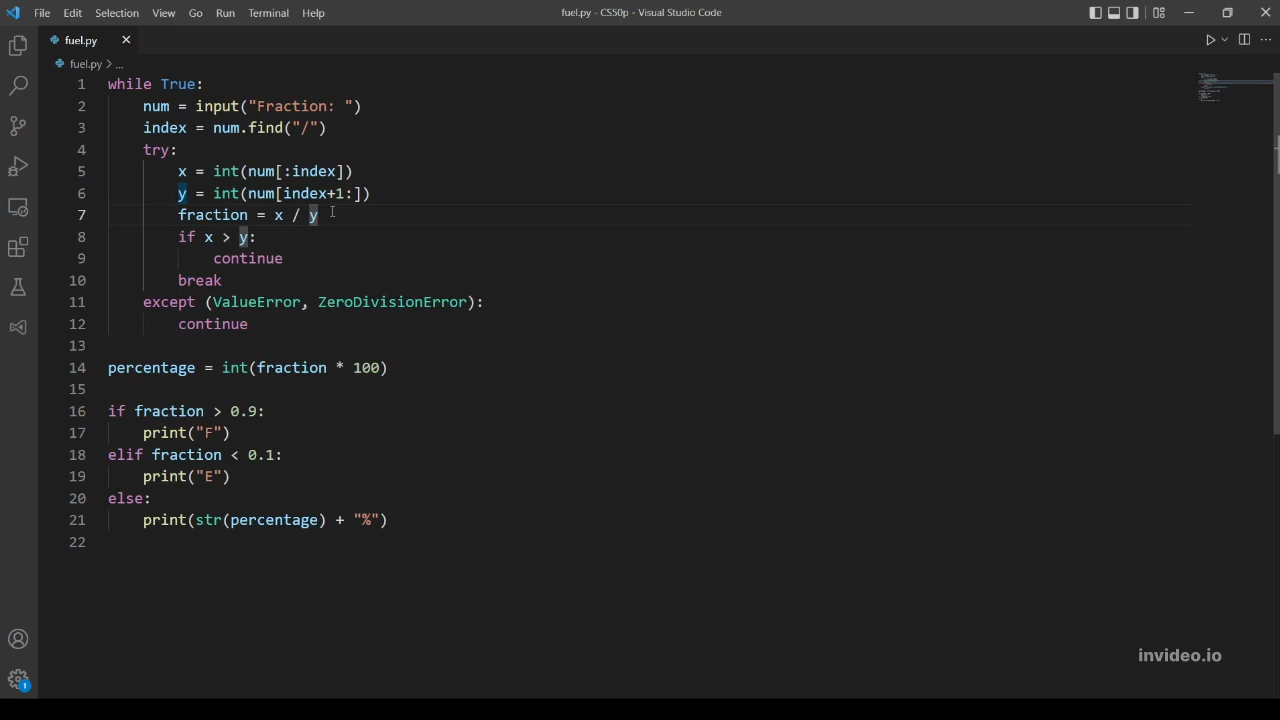 File Edit Selection View Go Run Terminal Help
fuel.py - CS50p - Visual Studio Code
fuel.py
fuel.py > ...
1 while True:
2     num = input("Fraction: ")
3     index = num.find("/")
4     try:
5         x = int(num[:index])
6         y = int(num[index+1:])
7         fraction = x / y
8         if x > y:
9             continue
10         break
11     except (ValueError, ZeroDivisionError):
12         continue
13
14 percentage = int(fraction * 100)
15
16 if fraction > 0.9:
17     print("F")
18 elif fraction < 0.1:
19     print("E")
20 else:
21     print(str(percentage) + "%")
22
1
invideo.io